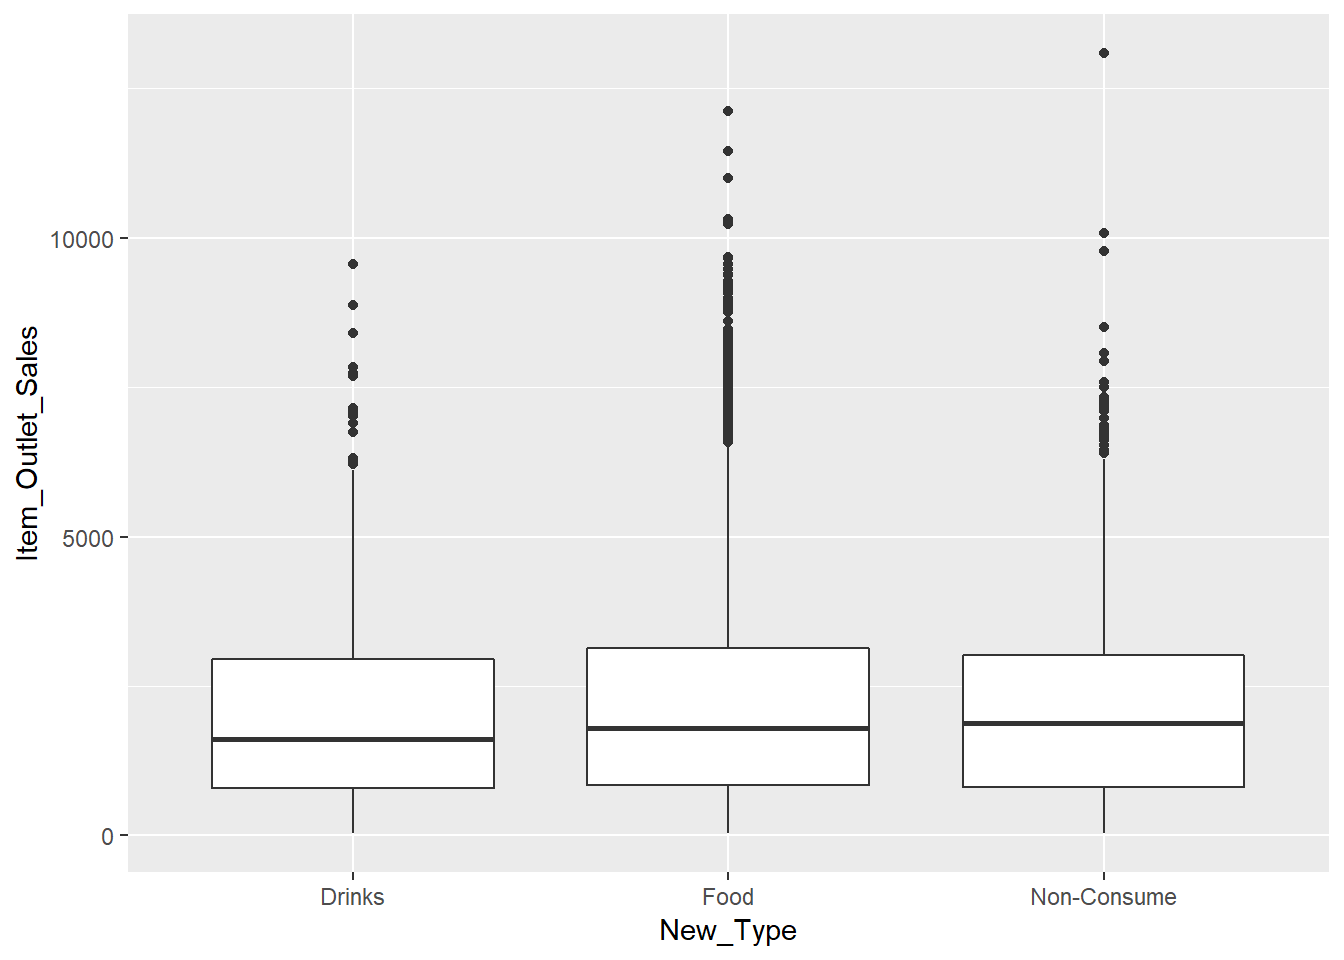 Item_Outlet_Sales
10000
5000
0
Drinks
Food
Non-Consume
New_Type